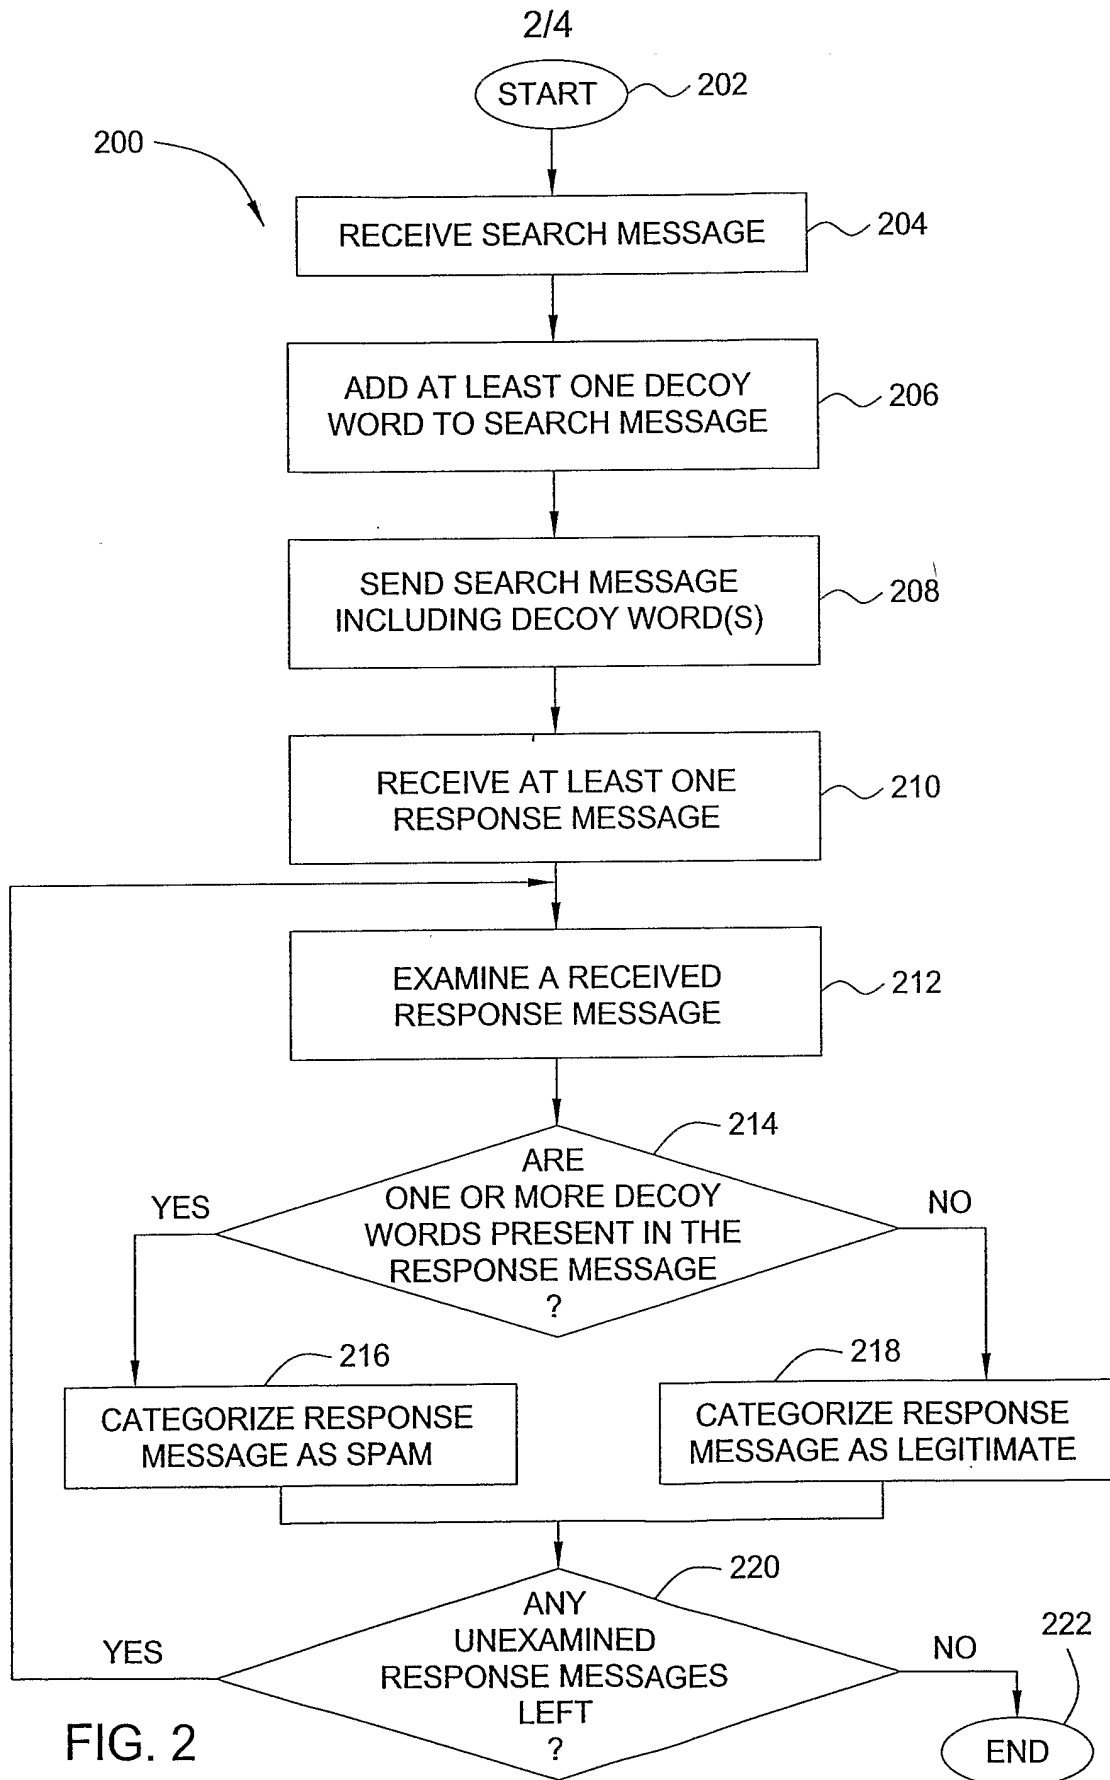 2/4
START
202
200
RECEIVE SEARCH MESSAGE
204
ADD AT LEAST ONE DECOY
WORD TO SEARCH MESSAGE
206
SEND SEARCH MESSAGE
INCLUDING DECOY WORD(S)
208
RECEIVE AT LEAST ONE
RESPONSE MESSAGE
210
EXAMINE A RECEIVED
RESPONSE MESSAGE
212
214
ARE
ONE OR MORE DECOY
WORDS PRESENT IN THE
RESPONSE MESSAGE
?
YES
NO
216
CATEGORIZE RESPONSE
MESSAGE AS SPAM
218
CATEGORIZE RESPONSE
MESSAGE AS LEGITIMATE
220
ANY
UNEXAMINED
RESPONSE MESSAGES
LEFT
?
YES
NO
222
END
FIG. 2